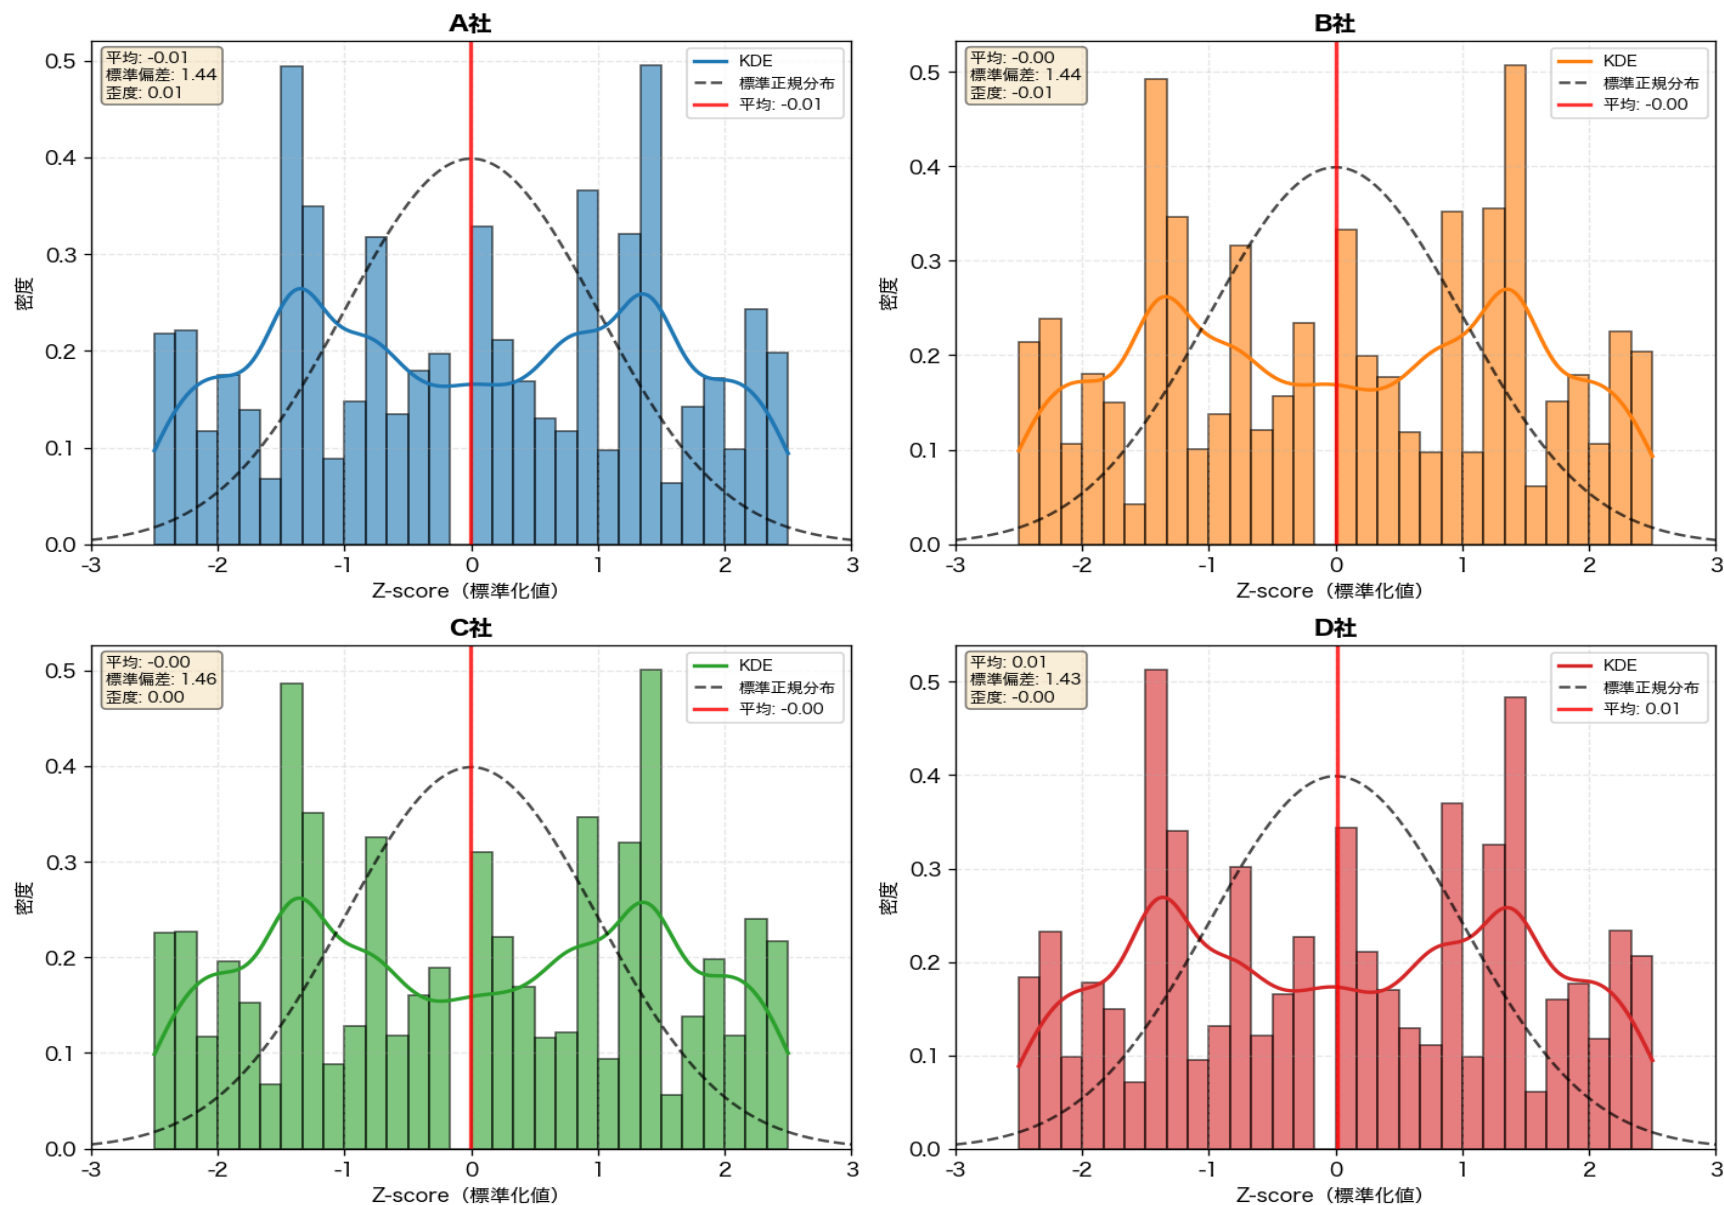 A社
平均: -0.01
標準偏差: 1.44
歪度: 0.01
KDE
標準正規分布
平均: -0.01
0.5
0.4
0.3
0.2
0.1
0.0
密度
-3
-2
-1
0
1
2
3
Z-score（標準化値）
B社
平均: -0.00
標準偏差: 1.44
歪度: -0.01
KDE
標準正規分布
平均: -0.00
0.5
0.4
0.3
0.2
0.1
0.0
密度
-3
-2
-1
0
1
2
3
Z-score（標準化値）
C社
平均: -0.00
標準偏差: 1.46
歪度: 0.00
KDE
標準正規分布
平均: -0.00
0.5
0.4
0.3
0.2
0.1
0.0
密度
-3
-2
-1
0
1
2
3
Z-score（標準化値）
D社
平均: 0.01
標準偏差: 1.43
歪度: -0.00
KDE
標準正規分布
平均: 0.01
0.5
0.4
0.3
0.2
0.1
0.0
密度
-3
-2
-1
0
1
2
3
Z-score（標準化値）